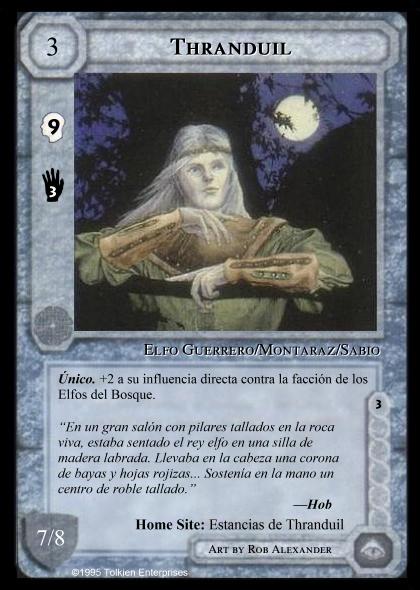 3
THRANDUIL
9
3
ELFO GUERRERO/MONTARAZ/SABIO
Único. +2 a su influencia directa contra la facción de los
Elfos del Bosque.
3
“En un gran salón con pilares tallados en la roca
viva, estaba sentado el rey elfo en una silla de
madera labrada. Llevaba en la cabeza una corona
de bayas y hojas rojizas... Sostenía en la mano un
centro de roble tallado.”
—Hob
Home Site: Estancias de Thranduil
7/8
ART BY ROB ALEXANDER
©1995 Tolkien Enterprises